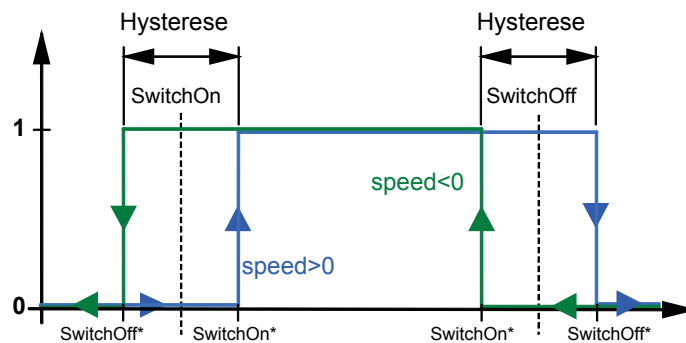 Hysterese
Hysterese
SwitchOn
SwitchOff
1
speed<0
speed>0
0
SwitchOff*
SwitchOn*
SwitchOn*
SwitchOff*